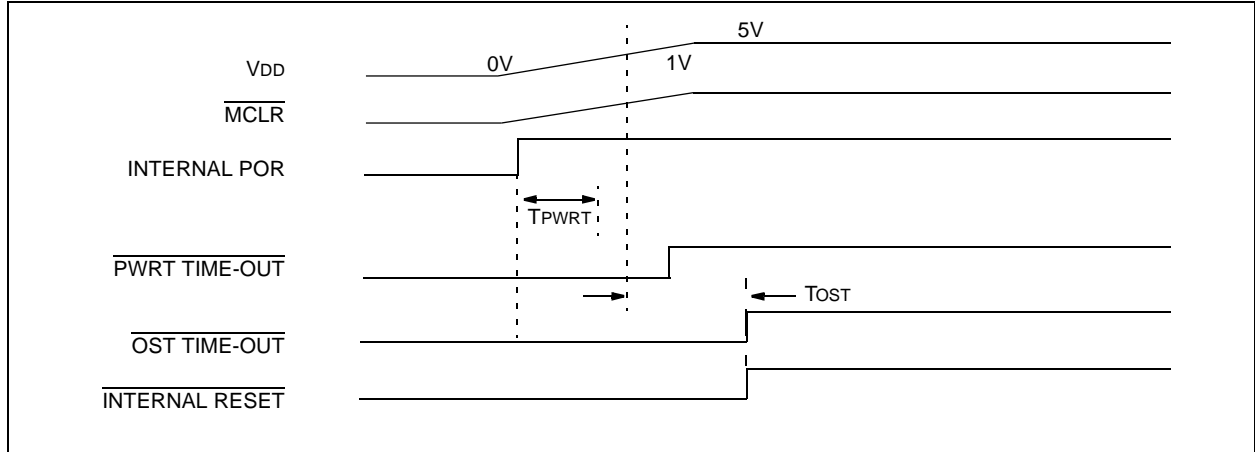 5V
0V
1V
VDD
MCLR
INTERNAL POR
TPWRT
PWRT TIME-OUT
TOST
OST TIME-OUT
INTERNAL RESET